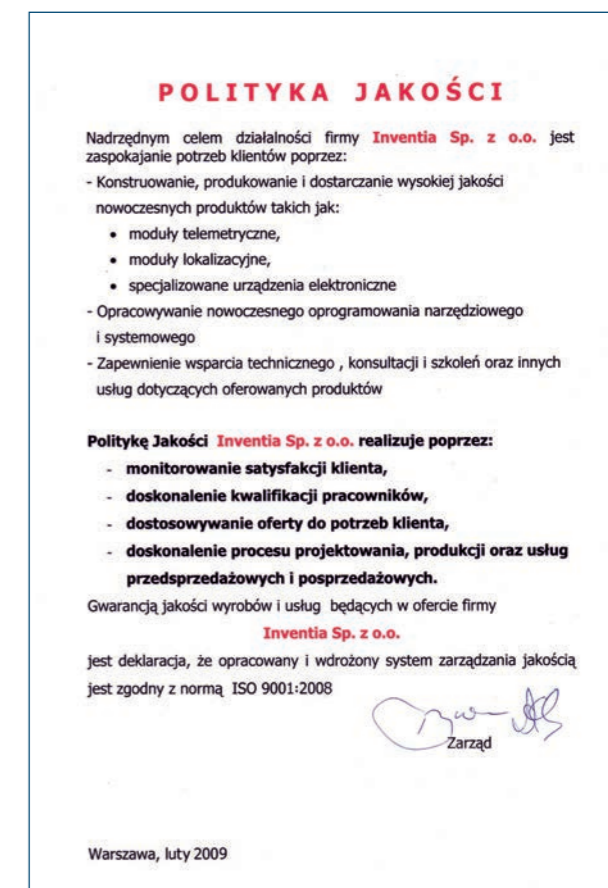 POLITYKA JAKOŚCI
Nadrzędnym celem działalności firmy Inventia Sp. z o.o. jest
zaspokajanie potrzeb klientów poprzez:
- Konstruowanie, produkowanie i dostarczanie wysokiej jakości
nowoczesnych produktów takich jak:
• moduły telemetryczne,
• moduły lokalizacyjne,
• specjalizowane urządzenia elektroniczne
- Opracowywanie nowoczesnego oprogramowania narzędziowego
i systemowego
- Zapewnienie wsparcia technicznego , konsultacji i szkoleń oraz innych
usług dotyczących oferowanych produktów
Politykę Jakości Inventia Sp. z o.o. realizuje poprzez:
- monitorowanie satysfakcji klienta,
- doskonalenie kwalifikacji pracowników,
- dostosowywanie oferty do potrzeb klienta,
- doskonalenie procesu projektowania, produkcji oraz usług
przedsprzedażowych i posprzedażowych.
Gwarancją jakości wyrobów i usług będących w ofercie firmy
Inventia Sp. z o.o.
jest deklaracja, że opracowany i wdrożony system zarządzania jakością
jest zgodny z normą ISO 9001:2008
Zarząd
Warszawa, luty 2009